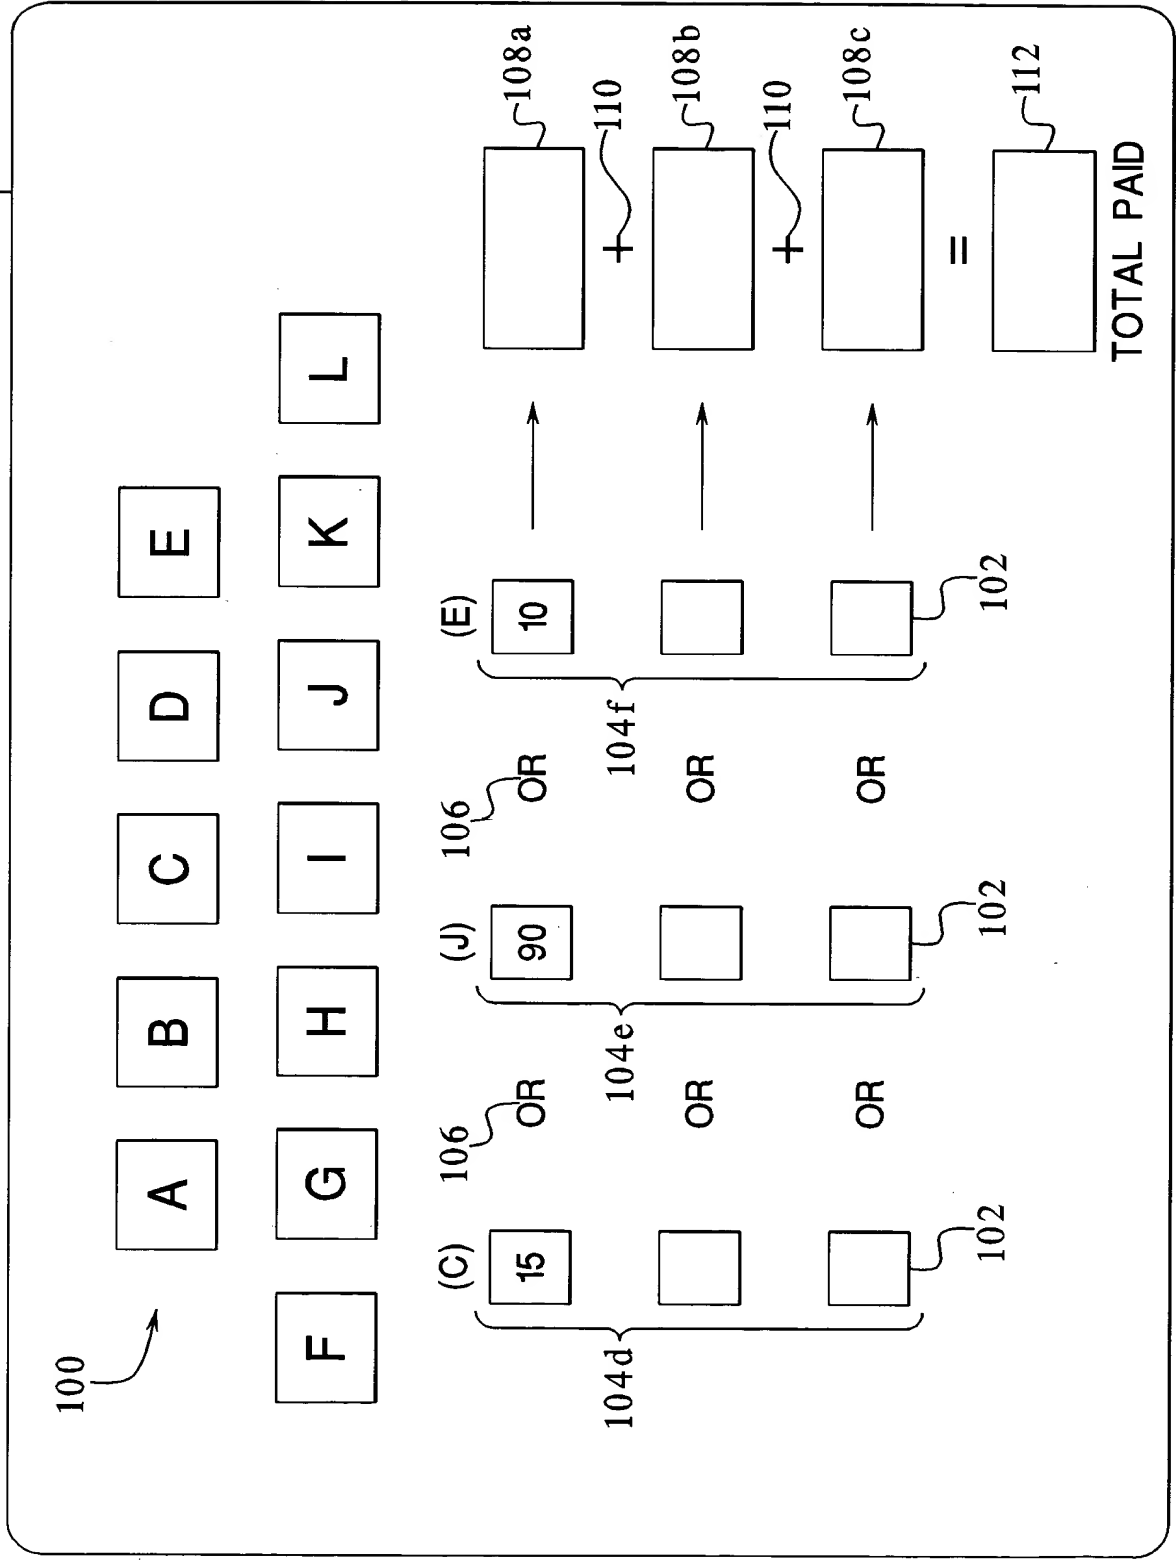 100
A B C D E
F G H I J K L
(C) 106 (J) 106 (E)
15 OR 90 OR 10 108a
104d 104e 104f + 110
OR OR 108b
+ 110
OR OR 108c
102 102 102
=
112
TOTAL PAID